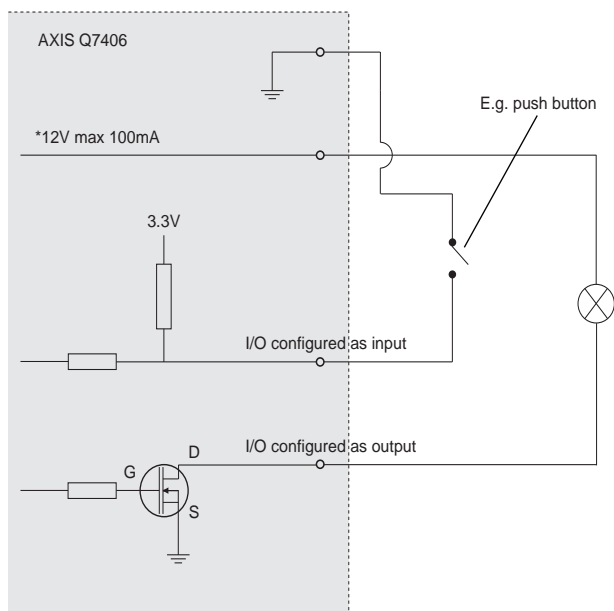 AXIS Q7406
E.g. push button
*12V max 100mA
3.3V
I/O configured as input
I/O configured as output
D
G
S